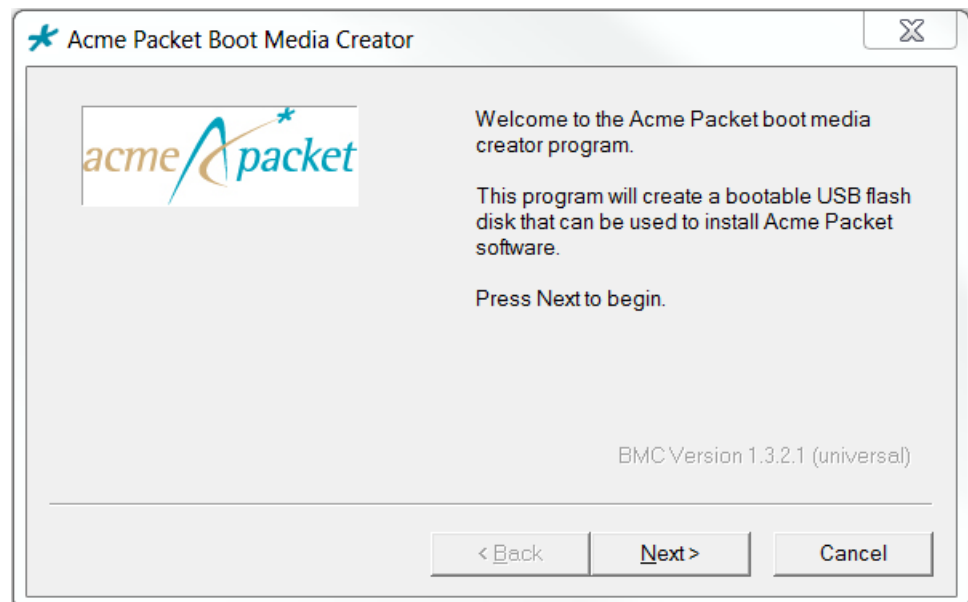 Acme Packet Boot Media Creator
acme packet
Welcome to the Acme Packet boot media
creator program.
This program will create a bootable USB flash
disk that can be used to install Acme Packet
software.
Press Next to begin.
BMC Version 1.3.2.1 (universal)
< Back
Next >
Cancel